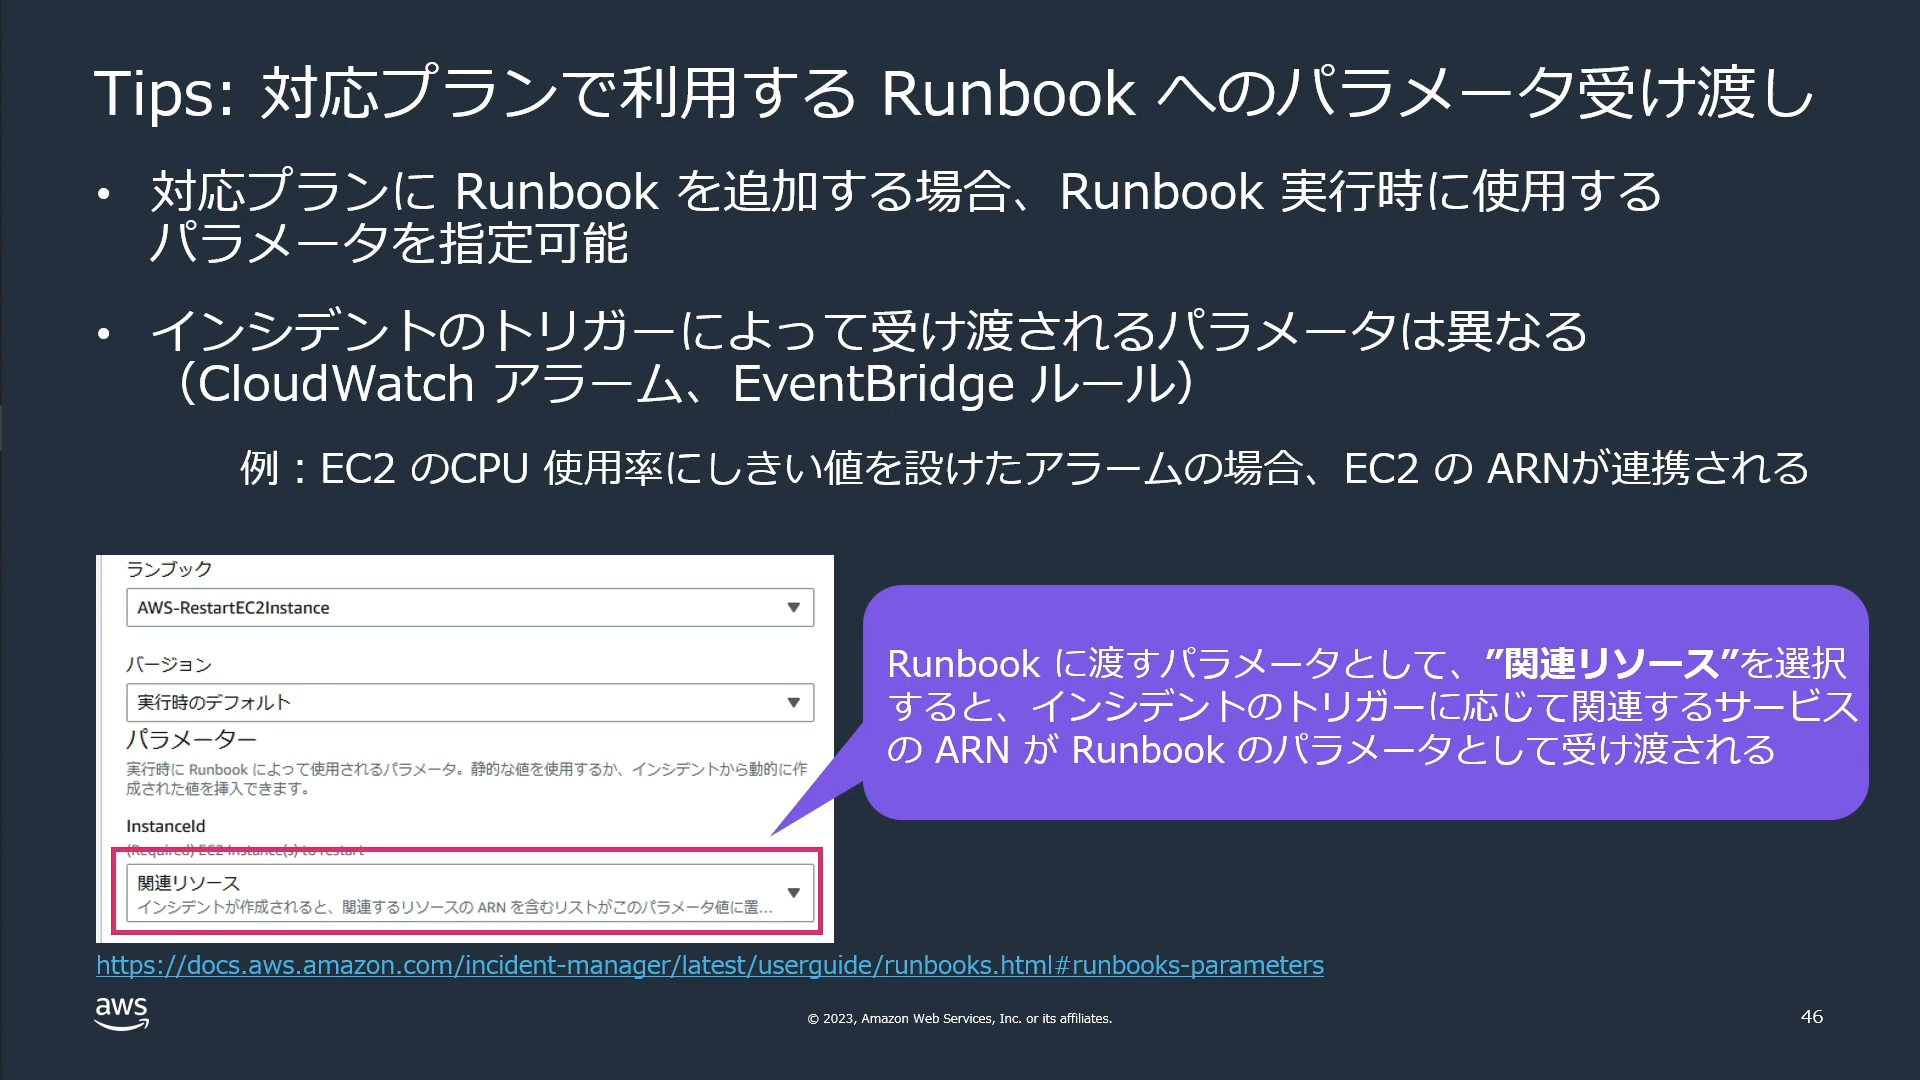 Tips: 対応プランで利用する Runbook へのパラメータ受け渡し
• 対応プランに Runbook を追加する場合、Runbook 実行時に使用する
パラメータを指定可能
• インシデントのトリガーによって受け渡されるパラメータは異なる
（CloudWatch アラーム、EventBridge ルール）
例：EC2 のCPU 使用率にしきい値を設けたアラームの場合、EC2 の ARNが連携される
ランブック
AWS-RestartEC2Instance
バージョン
実行時のデフォルト
パラメーター
実行時に Runbook によって使用されるパラメータ。静的な値を使用するか、インシデントから動的に作
成された値を挿入できます。
InstanceId
(Required) EC2 Instance(s) to restart
関連リソース
インシデントが作成されると、関連するリソースの ARN を含むリストがこのパラメータ値に置...
Runbook に渡すパラメータとして、”関連リソース”を選択
すると、インシデントのトリガーに応じて関連するサービス
の ARN が Runbook のパラメータとして受け渡される
https://docs.aws.amazon.com/incident-manager/latest/userguide/runbooks.html#runbooks-parameters
aws
© 2023, Amazon Web Services, Inc. or its affiliates.
46